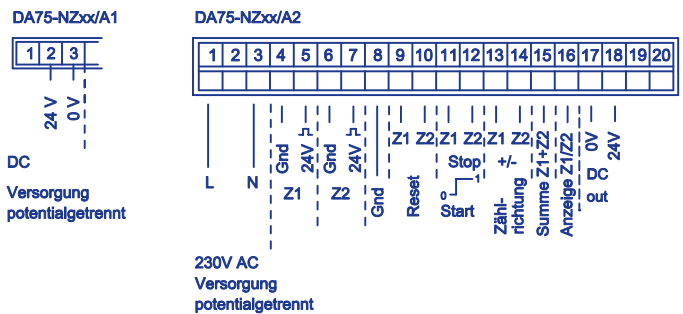 DA75-NZxx/A1
1 2 3
24 V
0 V
DC
Versorgung
potentialgetrennt
DA75-NZxx/A2
1 2 3 4 5 6 7 8 9 10 11 12 13 14 15 16 17 18 19 20
L
N
Gnd
24V
Z1
Gnd
24V
Z2
Gnd
Z1 Z2
Reset
Z1 Z2
Stop
0 1
Start
Z1 Z2
+/-
Zähl-
richtung
Summe Z1+Z2
Anzeige Z1/Z2
0V
24V
DC
out
230V AC
Versorgung
potentialgetrennt